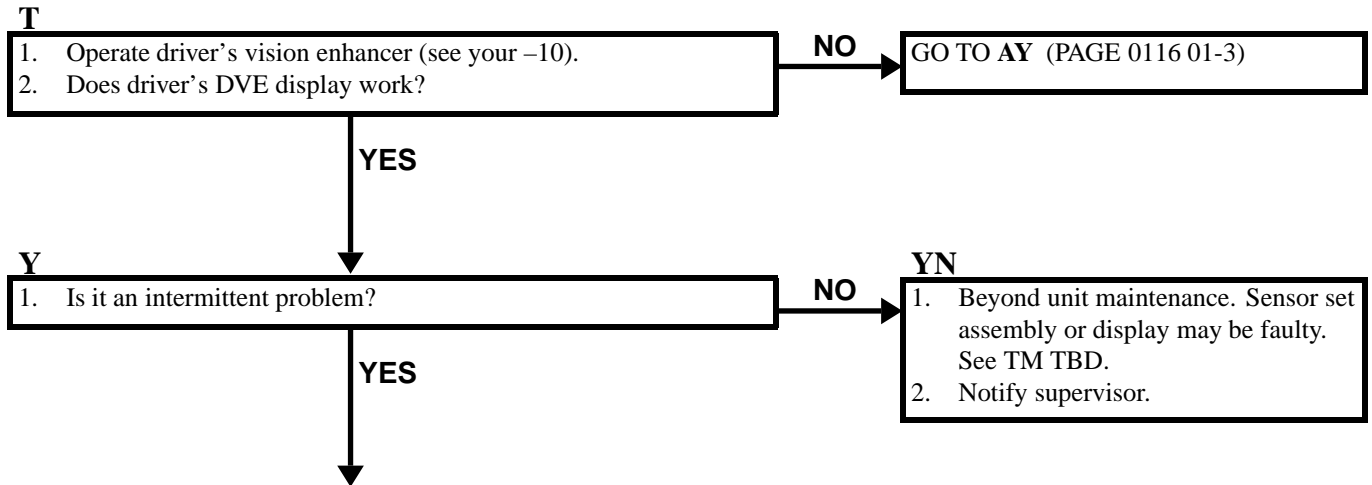 T
1. Operate driver’s vision enhancer (see your –10).
2. Does driver’s DVE display work?
NO
GO TO AY (PAGE 0116 01-3)
YES
Y
1. Is it an intermittent problem?
NO
YN
1. Beyond unit maintenance. Sensor set
assembly or display may be faulty.
See TM TBD.
2. Notify supervisor.
YES